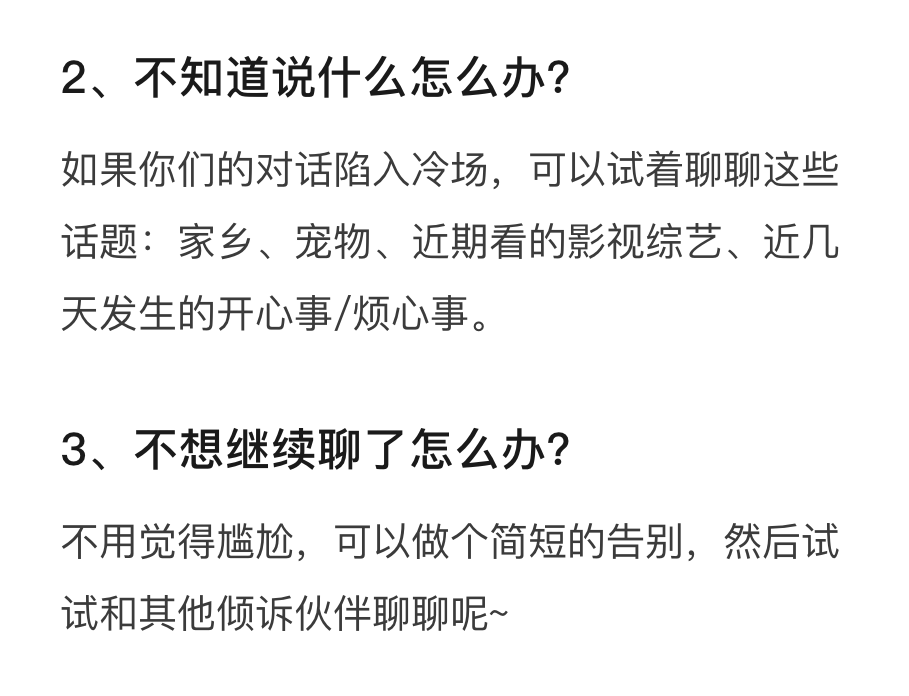 2、不知道说什么怎么办?
如果你们的对话陷入冷场，可以试着聊聊这些
话题：家乡、宠物、近期看的影视综艺、近几
天发生的开心事/烦心事。
3、不想继续聊了怎么办?
不用觉得尴尬，可以做个简短的告别，然后试
试和其他倾诉伙伴聊聊呢~